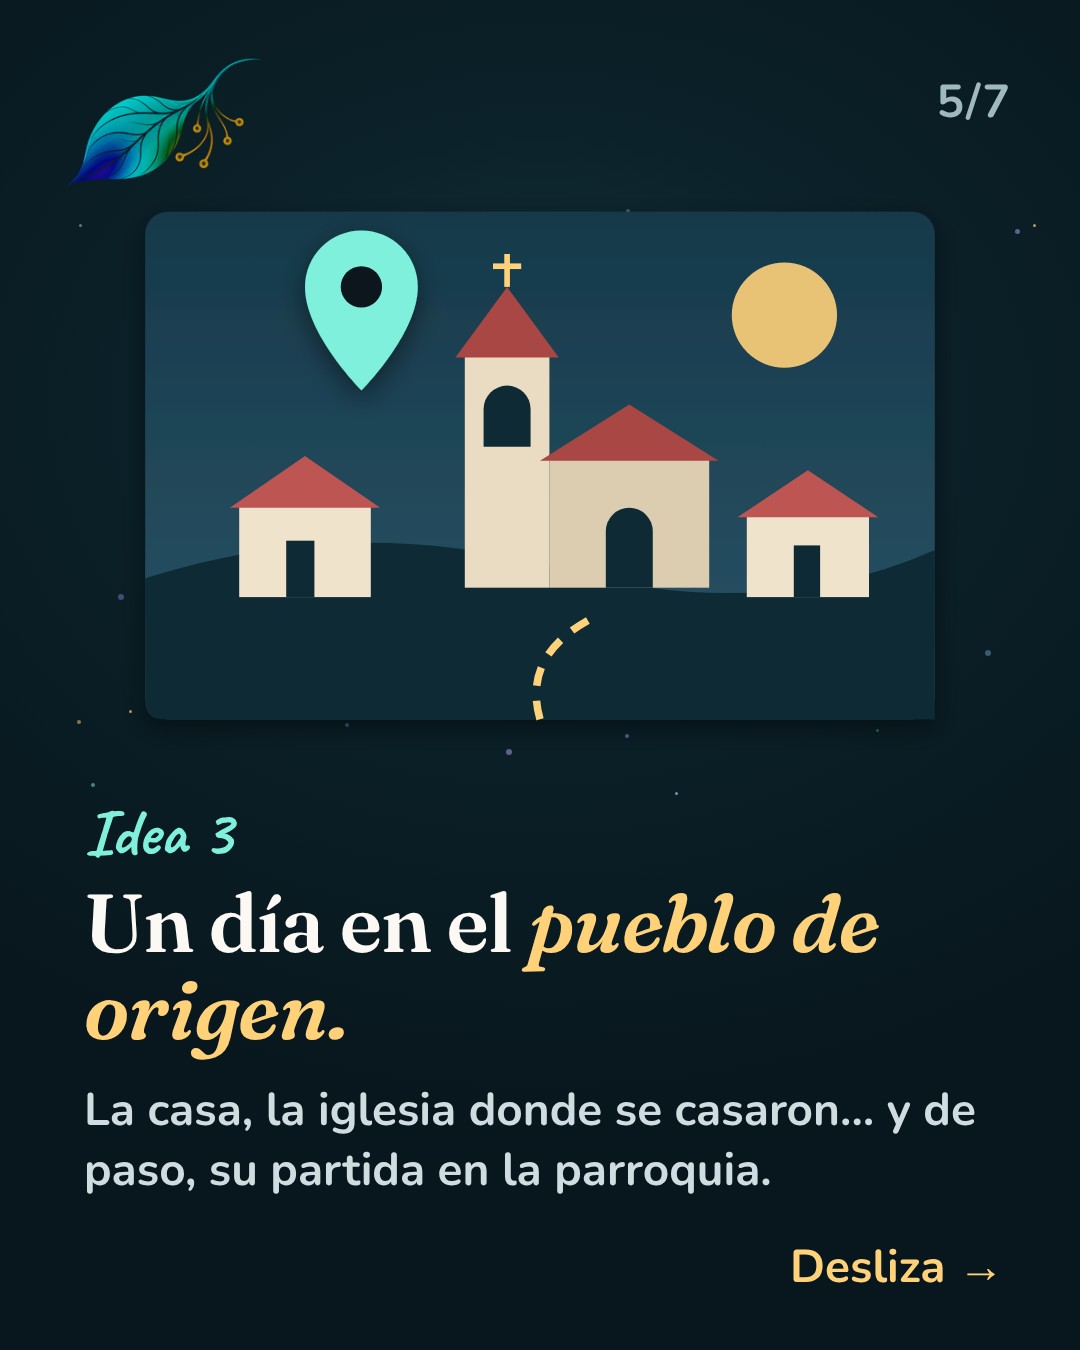 5/7
Idea 3
Un día en el pueblo de
origen.
La casa, la iglesia donde se casaron... y de
paso, su partida en la parroquia.
Desliza →